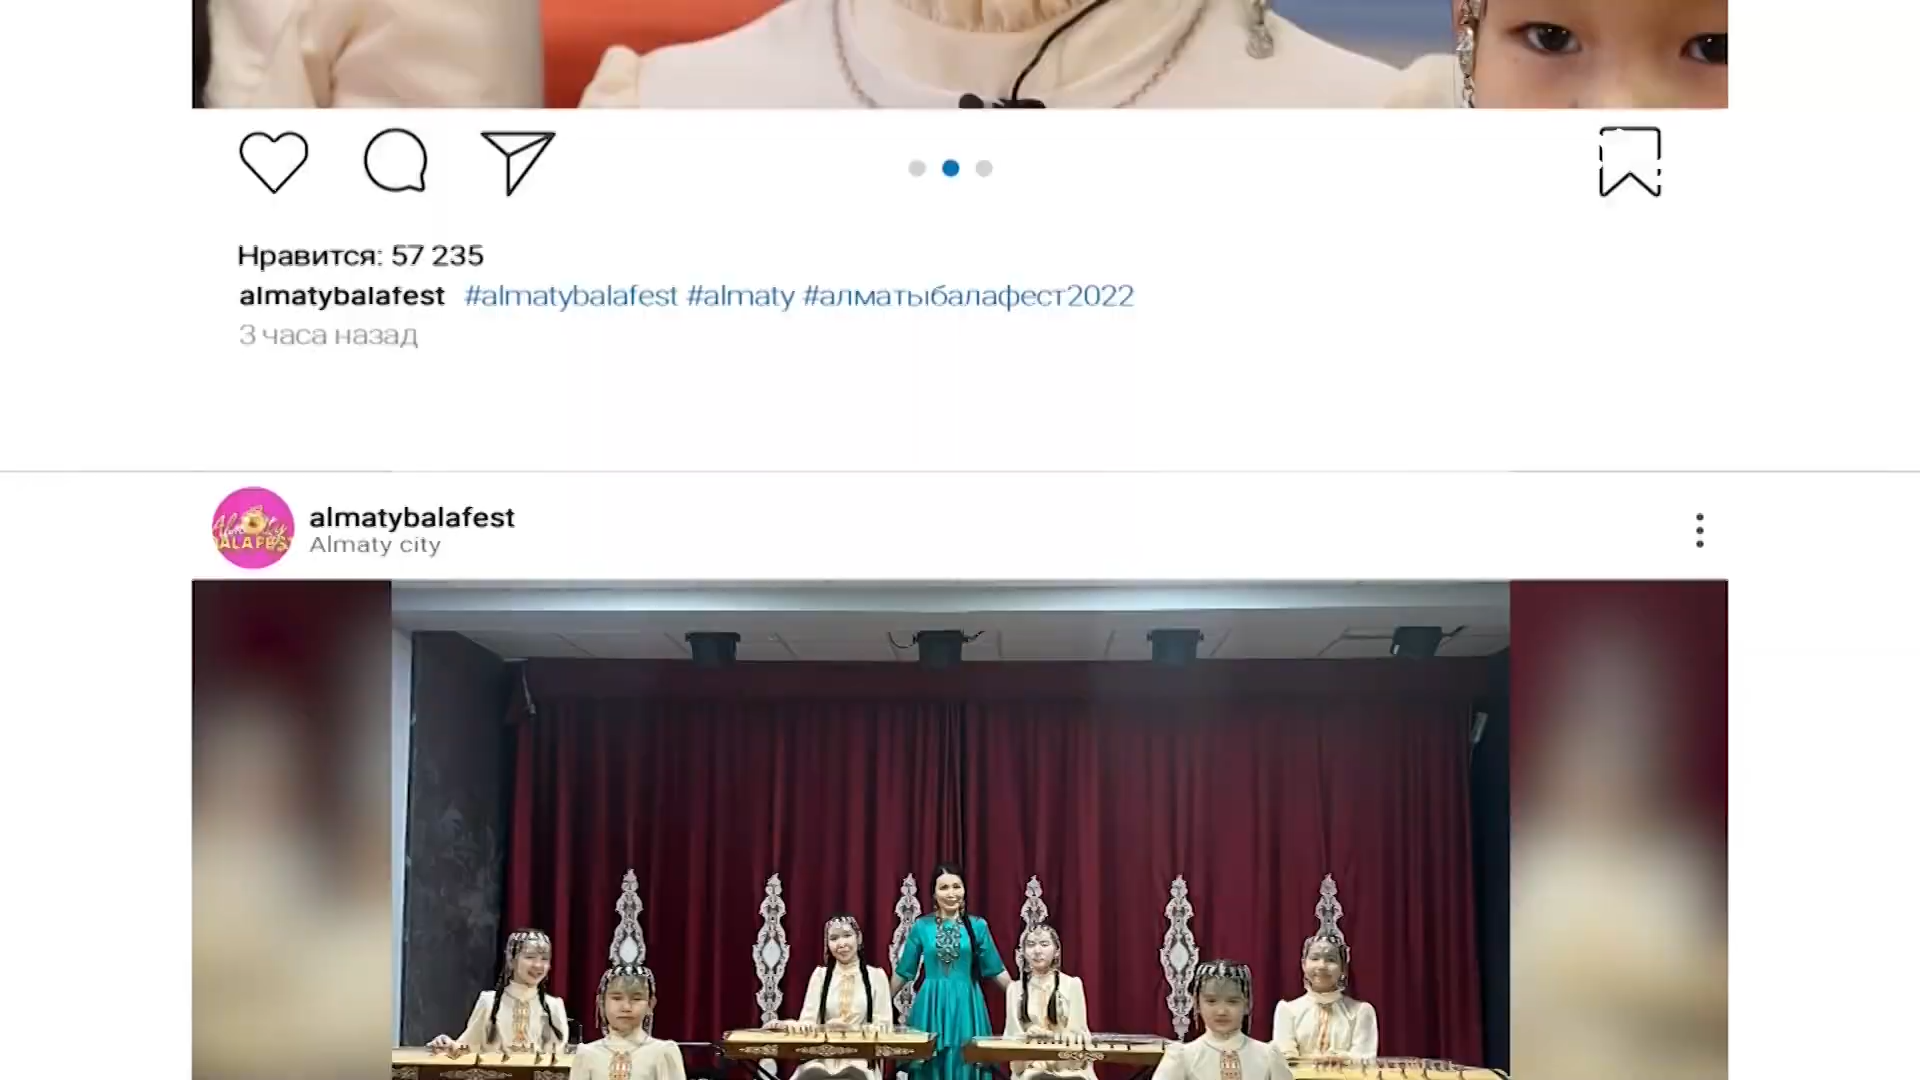 Нравится: 57 235
almatybalafest #almatybalafest #almaty #алматыбалафест2022
3 часа назад
almatybalafest
Almaty city